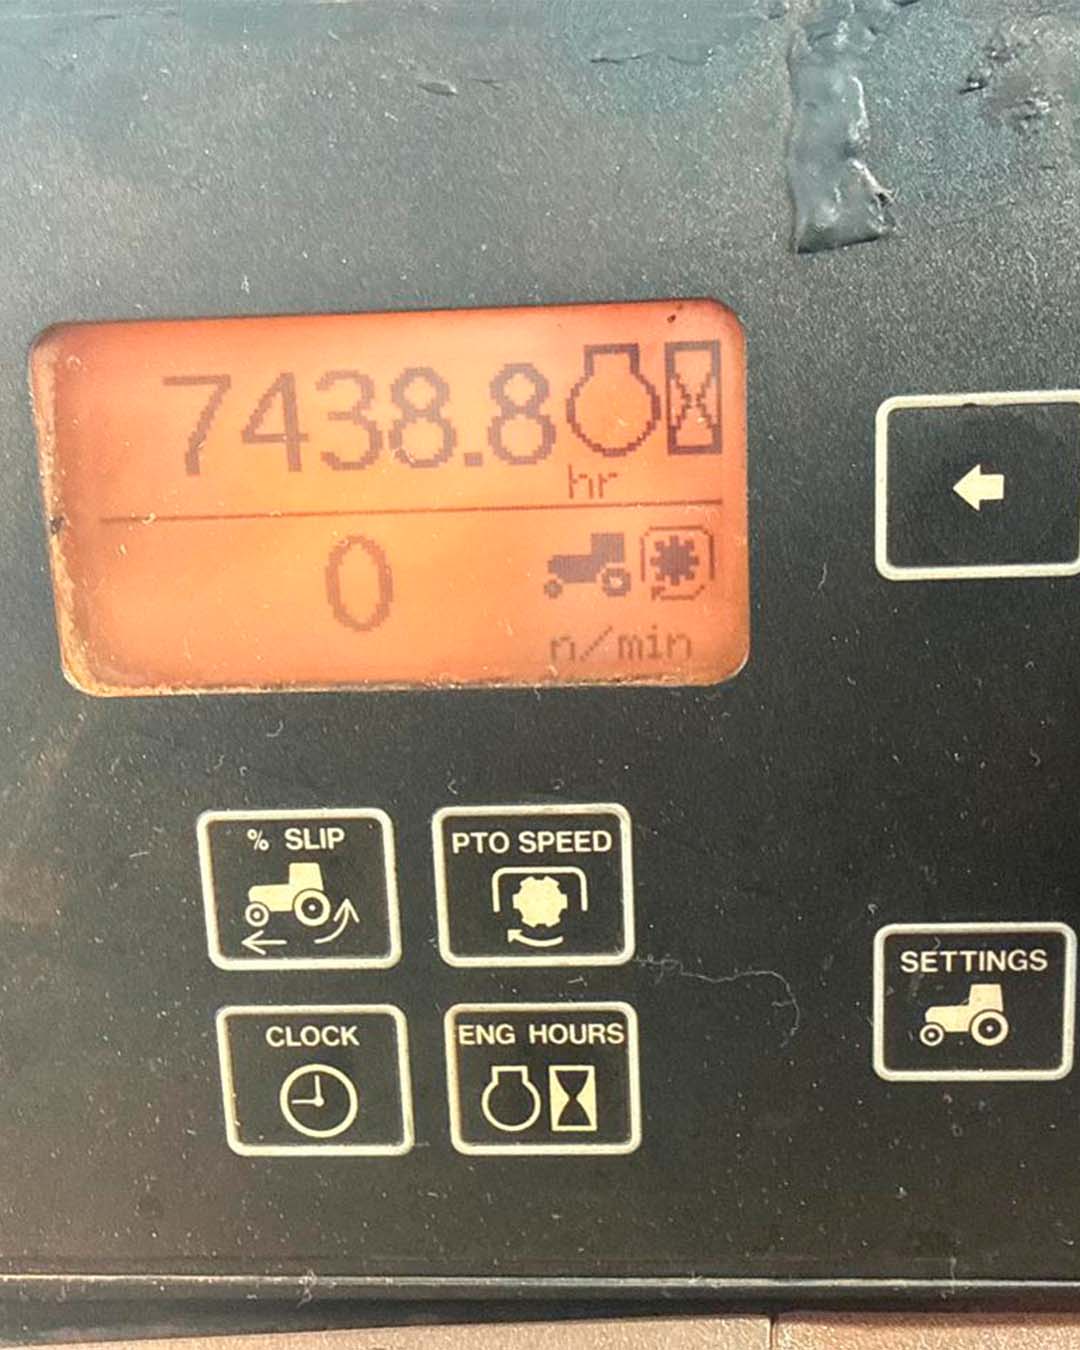 7438.8
hr
0
n/min
% SLIP
PTO SPEED
CLOCK
ENG HOURS
SETTINGS